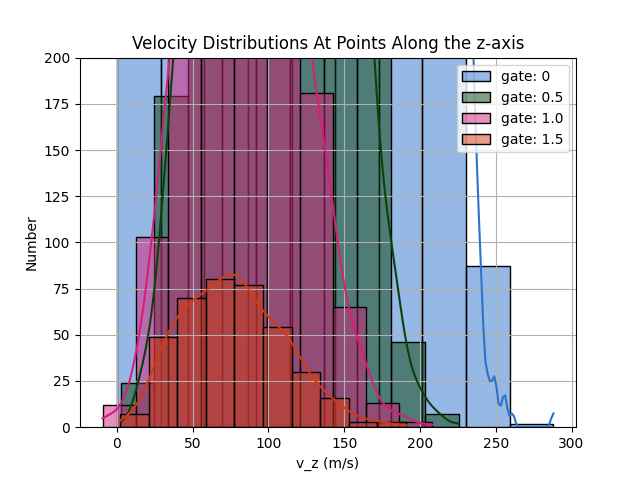 Velocity Distributions At Points Along the z-axis
200
175
150
125
100
75
50
25
0
Number
gate: 0
gate: 0.5
gate: 1.0
gate: 1.5
0
50
100
150
200
250
300
v_z (m/s)